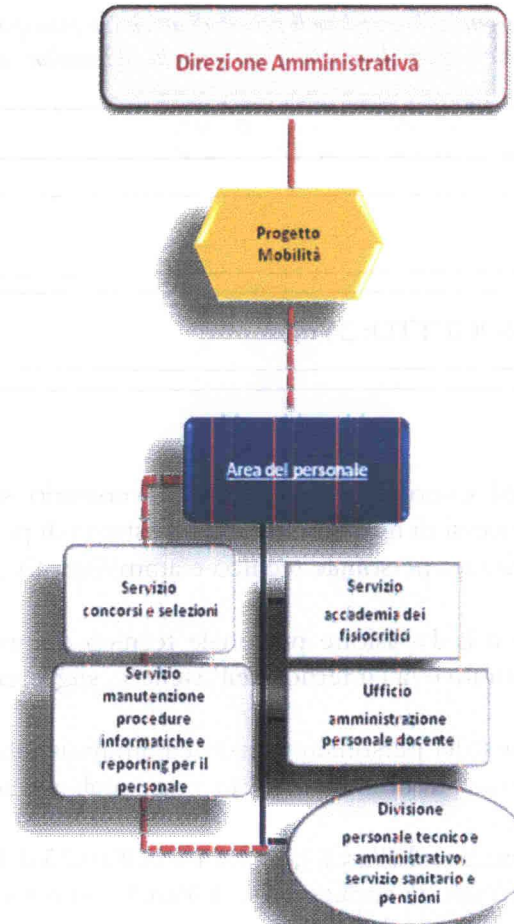 Direzione Amministrativa
Progetto
Mobilità
Area del personale
Servizio
concorsi e selezioni
Servizio
accademia dei
fisiocritici
Servizio
manutenzione
procedure
informatiche e
reporting per il
personale
Ufficio
amministrazione
personale docente
Divisione
personale tecnico e
amministrativo,
servizio sanitario e
pensioni